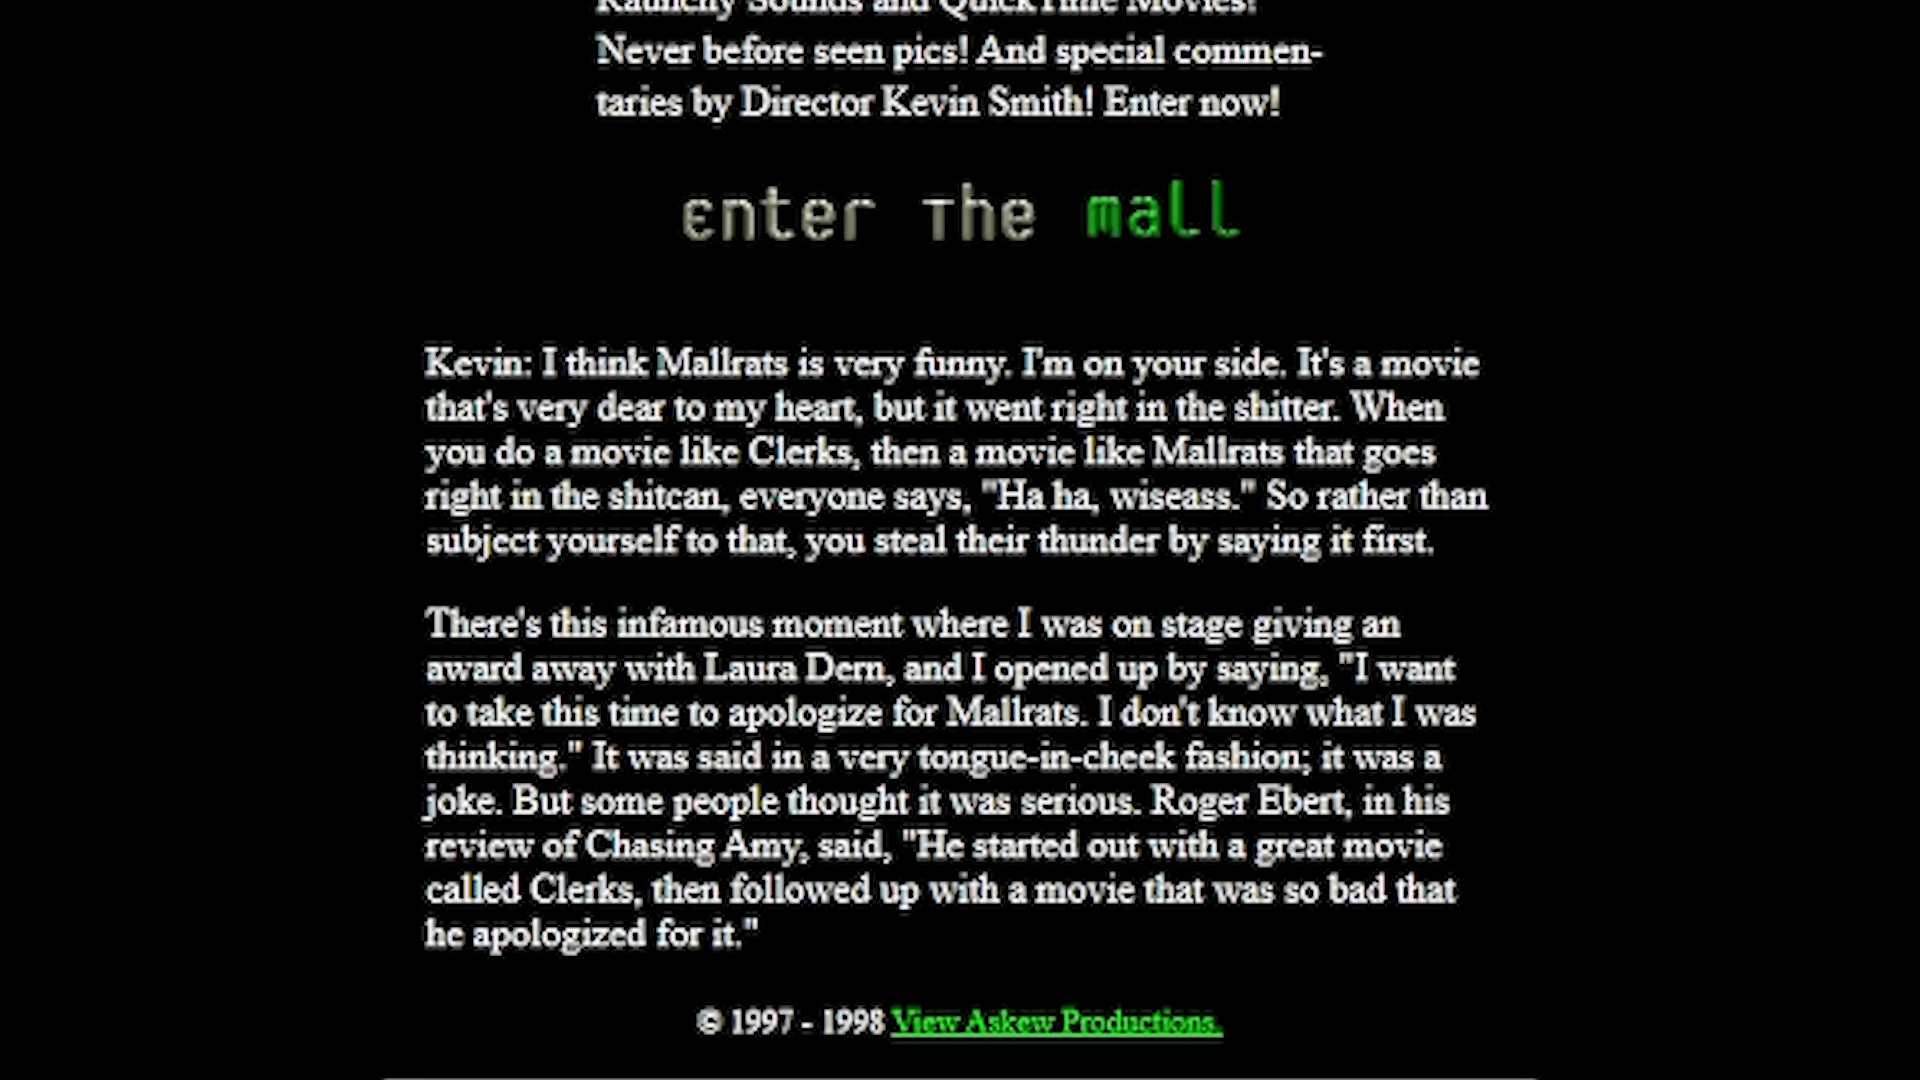 Raunchy Sounds and QuickTime Movies!
Never before seen pics! And special commen-
taries by Director Kevin Smith! Enter now!
enter The mall
Kevin: I think Mallrats is very funny. I'm on your side. It's a movie
that's very dear to my heart, but it went right in the shitter. When
you do a movie like Clerks, then a movie like Mallrats that goes
right in the shitcan, everyone says, "Ha ha, wiseass." So rather than
subject yourself to that, you steal their thunder by saying it first.
There's this infamous moment where I was on stage giving an
award away with Laura Dern, and I opened up by saying, "I want
to take this time to apologize for Mallrats. I don't know what I was
thinking." It was said in a very tongue-in-cheek fashion; it was a
joke. But some people thought it was serious. Roger Ebert, in his
review of Chasing Amy, said, "He started out with a great movie
called Clerks, then followed up with a movie that was so bad that
he apologized for it."
© 1997 - 1998 View Askew Productions.